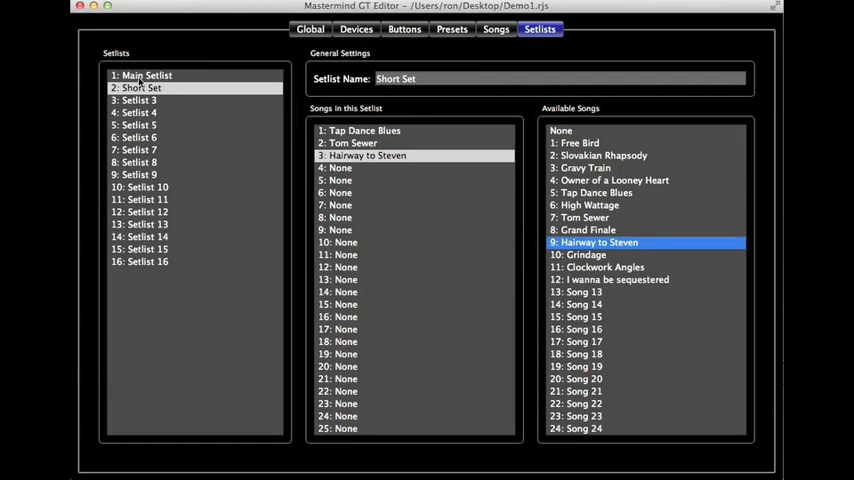 Mastermind GT Editor - /Users/ron/Desktop/Demo1.rjs
Global
Devices
Buttons
Presets
Songs
Setlists
Setlists
1: Main Setlist
2: Short Set
3: Setlist 3
4: Setlist 4
5: Setlist 5
6: Setlist 6
7: Setlist 7
8: Setlist 8
9: Setlist 9
10: Setlist 10
11: Setlist 11
12: Setlist 12
13: Setlist 13
14: Setlist 14
15: Setlist 15
16: Setlist 16
General Settings
Setlist Name: Short Set
Songs in this Setlist
1: Tap Dance Blues
2: Tom Sewer
3: Hairway to Steven
4: None
5: None
6: None
7: None
8: None
9: None
10: None
11: None
12: None
13: None
14: None
15: None
16: None
17: None
18: None
19: None
20: None
21: None
22: None
23: None
24: None
25: None
Available Songs
None
1: Free Bird
2: Slovakian Rhapsody
3: Gravy Train
4: Owner of a Looney Heart
5: Tap Dance Blues
6: High Wattage
7: Tom Sewer
8: Grand Finale
9: Hairway to Steven
10: Grindage
11: Clockwork Angles
12: I wanna be sequestered
13: Song 13
14: Song 14
15: Song 15
16: Song 16
17: Song 17
18: Song 18
19: Song 19
20: Song 20
21: Song 21
22: Song 22
23: Song 23
24: Song 24